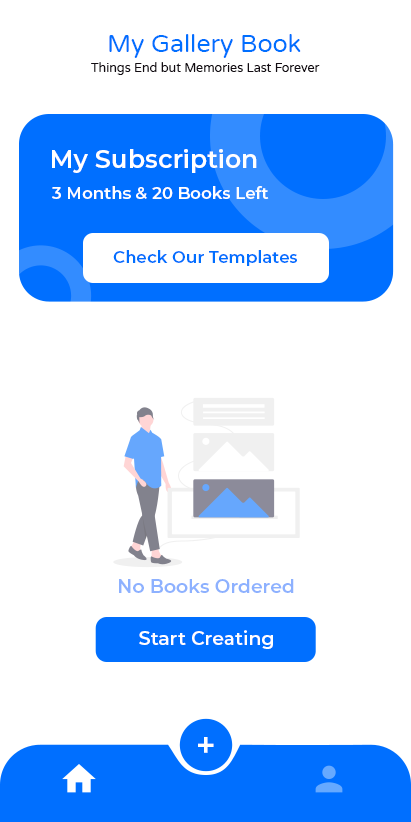 My Gallery Book
Things End but Memories Last Forever
My Subscription
3 Months & 20 Books Left
Check Our Templates
No Books Ordered
Start Creating
+